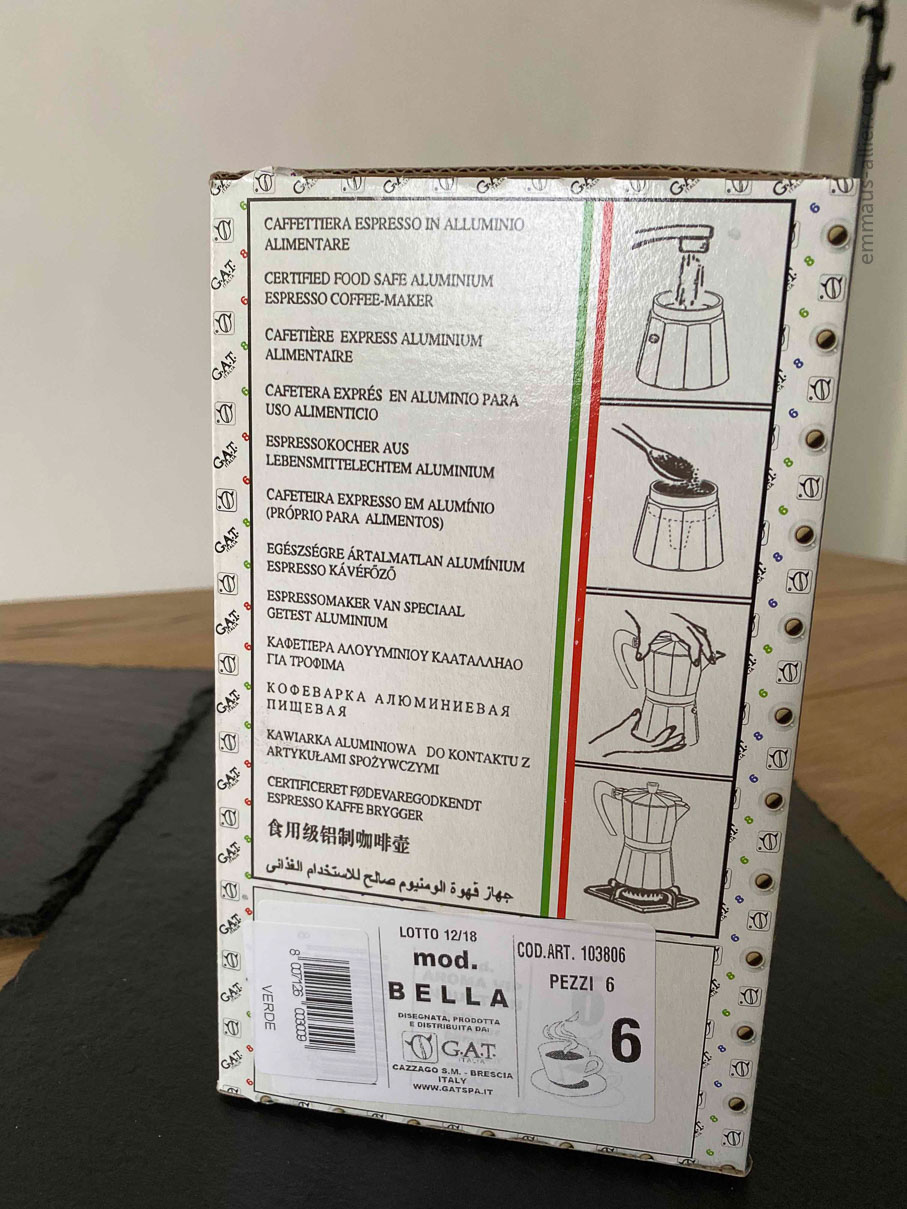 CAFFETTIERA ESPRESSO IN ALLUMINIO
ALIMENTARE
CERTIFIED FOOD SAFE ALUMINIUM
ESPRESSO COFFEE-MAKER
CAFETIÈRE EXPRESS ALUMINIUM
ALIMENTAIRE
CAFETERA EXPRÉS EN ALUMINIO PARA
USO ALIMENTICIO
ESPRESSOKOCHER AUS
LEBENSMITTELECHTEM ALUMINIUM
CAFETEIRA EXPRESSO EM ALUMÍNIO
(PRÓPRIO PARA ALIMENTOS)
EGÉSZSÉGRE ÁRTALMATLAN ALUMÍNIUM
ESPRESSO KÁVÉFŐZŐ
ESPRESSOMAKER VAN SPECIAAL
GETEST ALUMINIUM
ΚΑΦΕΤΙΕΡΑ ΑΛΟΥΥΜΙΝΙΟΥ ΚΑΑΤΑΛΛΗΑΟ
ΓΙΑ ΤΡΟΦΙΜΑ
КОФЕВАРКА АЛЮМИНИЕВАЯ
ПИЩЕВАЯ
KAWIARKA ALUMINIOWA DO KONTAKTU Z
ARTYKUŁAMI SPOŻYWCZYMI
CERTIFICERET FØDEVAREGODKENDT
ESPRESSO KAFFE BRYGGER
食用级铝制咖啡壶
جهاز قهوة الومنيوم صالح للاستخدام الغذائي
VERDE
LOTTO 12/18
mod.
BELLA
DISEGNATA, PRODOTTA
E DISTRIBUITA DA:
G.A.T.
ITALIA
CAZZAGO S.M. - BRESCIA
ITALY
WWW.GATSPA.IT
COD.ART. 103806
PEZZI 6
6